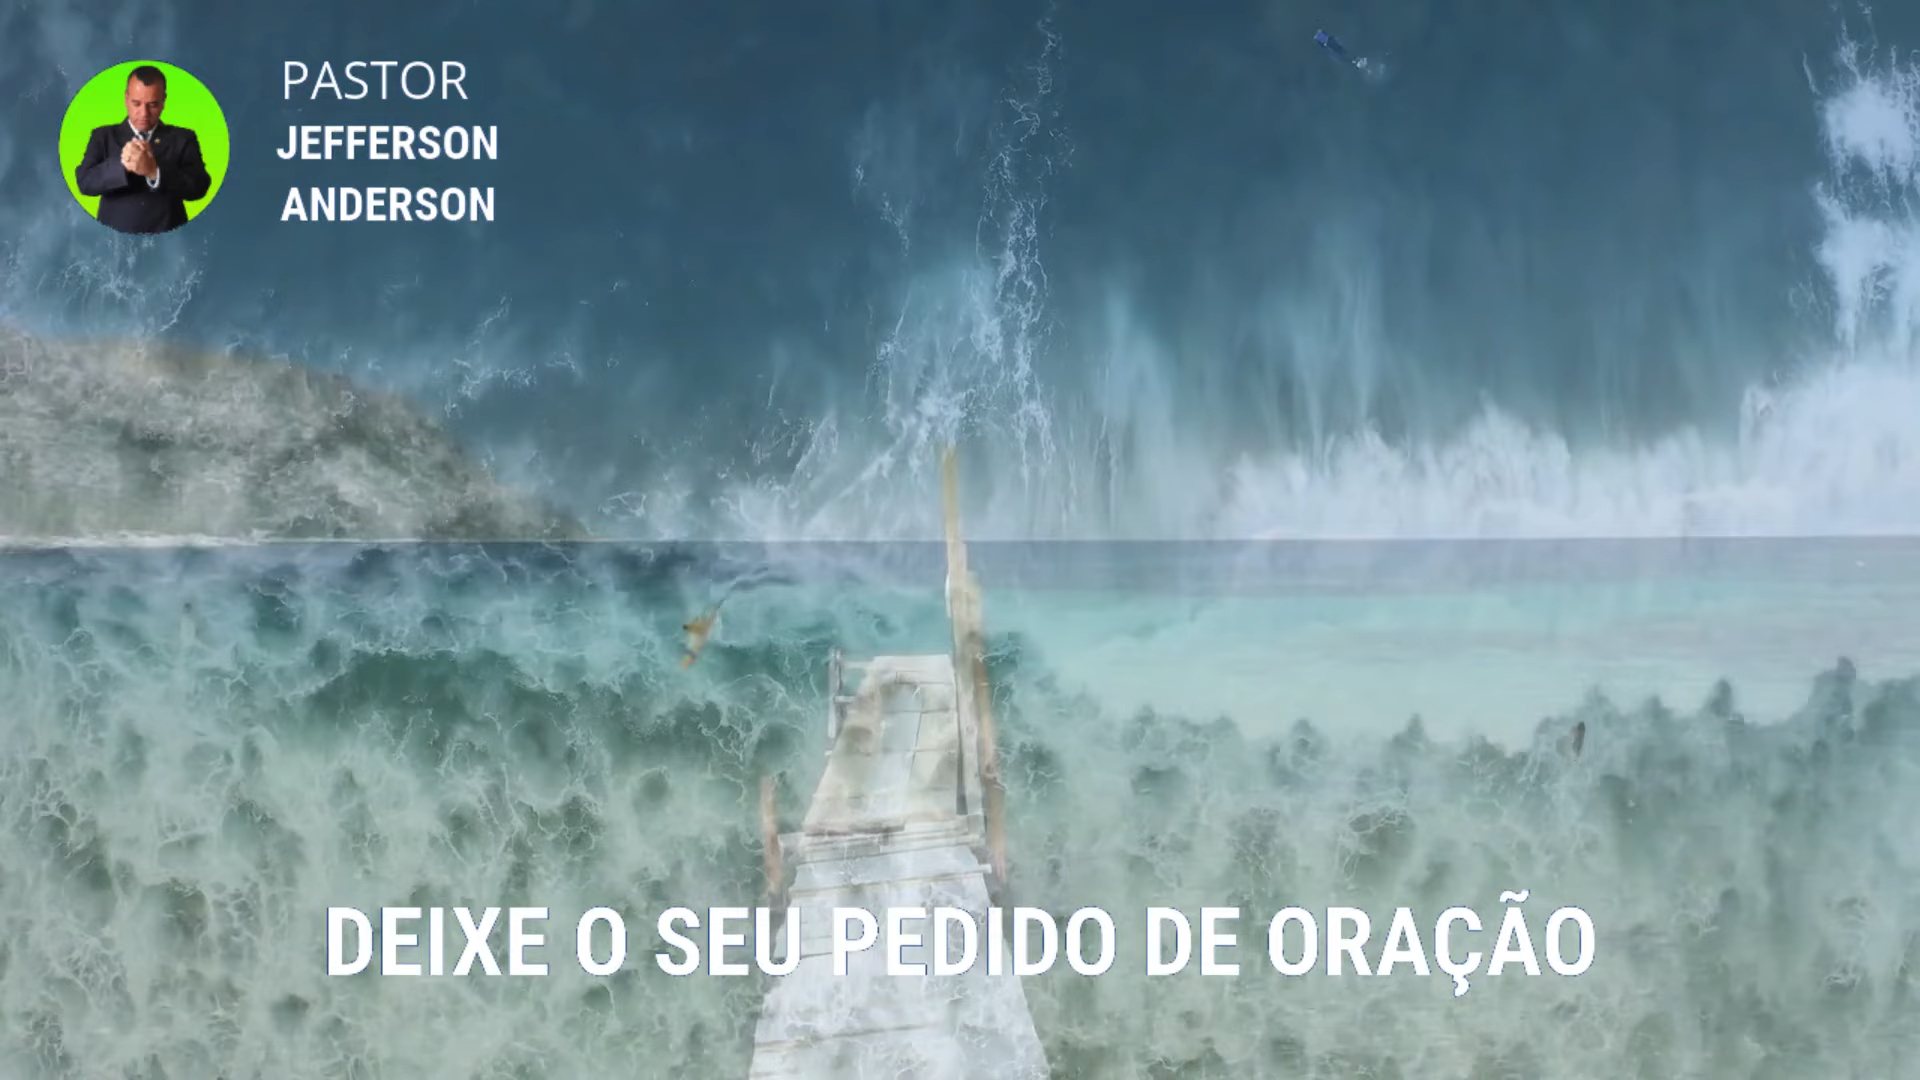 PASTOR
JEFFERSON
ANDERSON
DEIXE O SEU PEDIDO DE ORAÇÃO